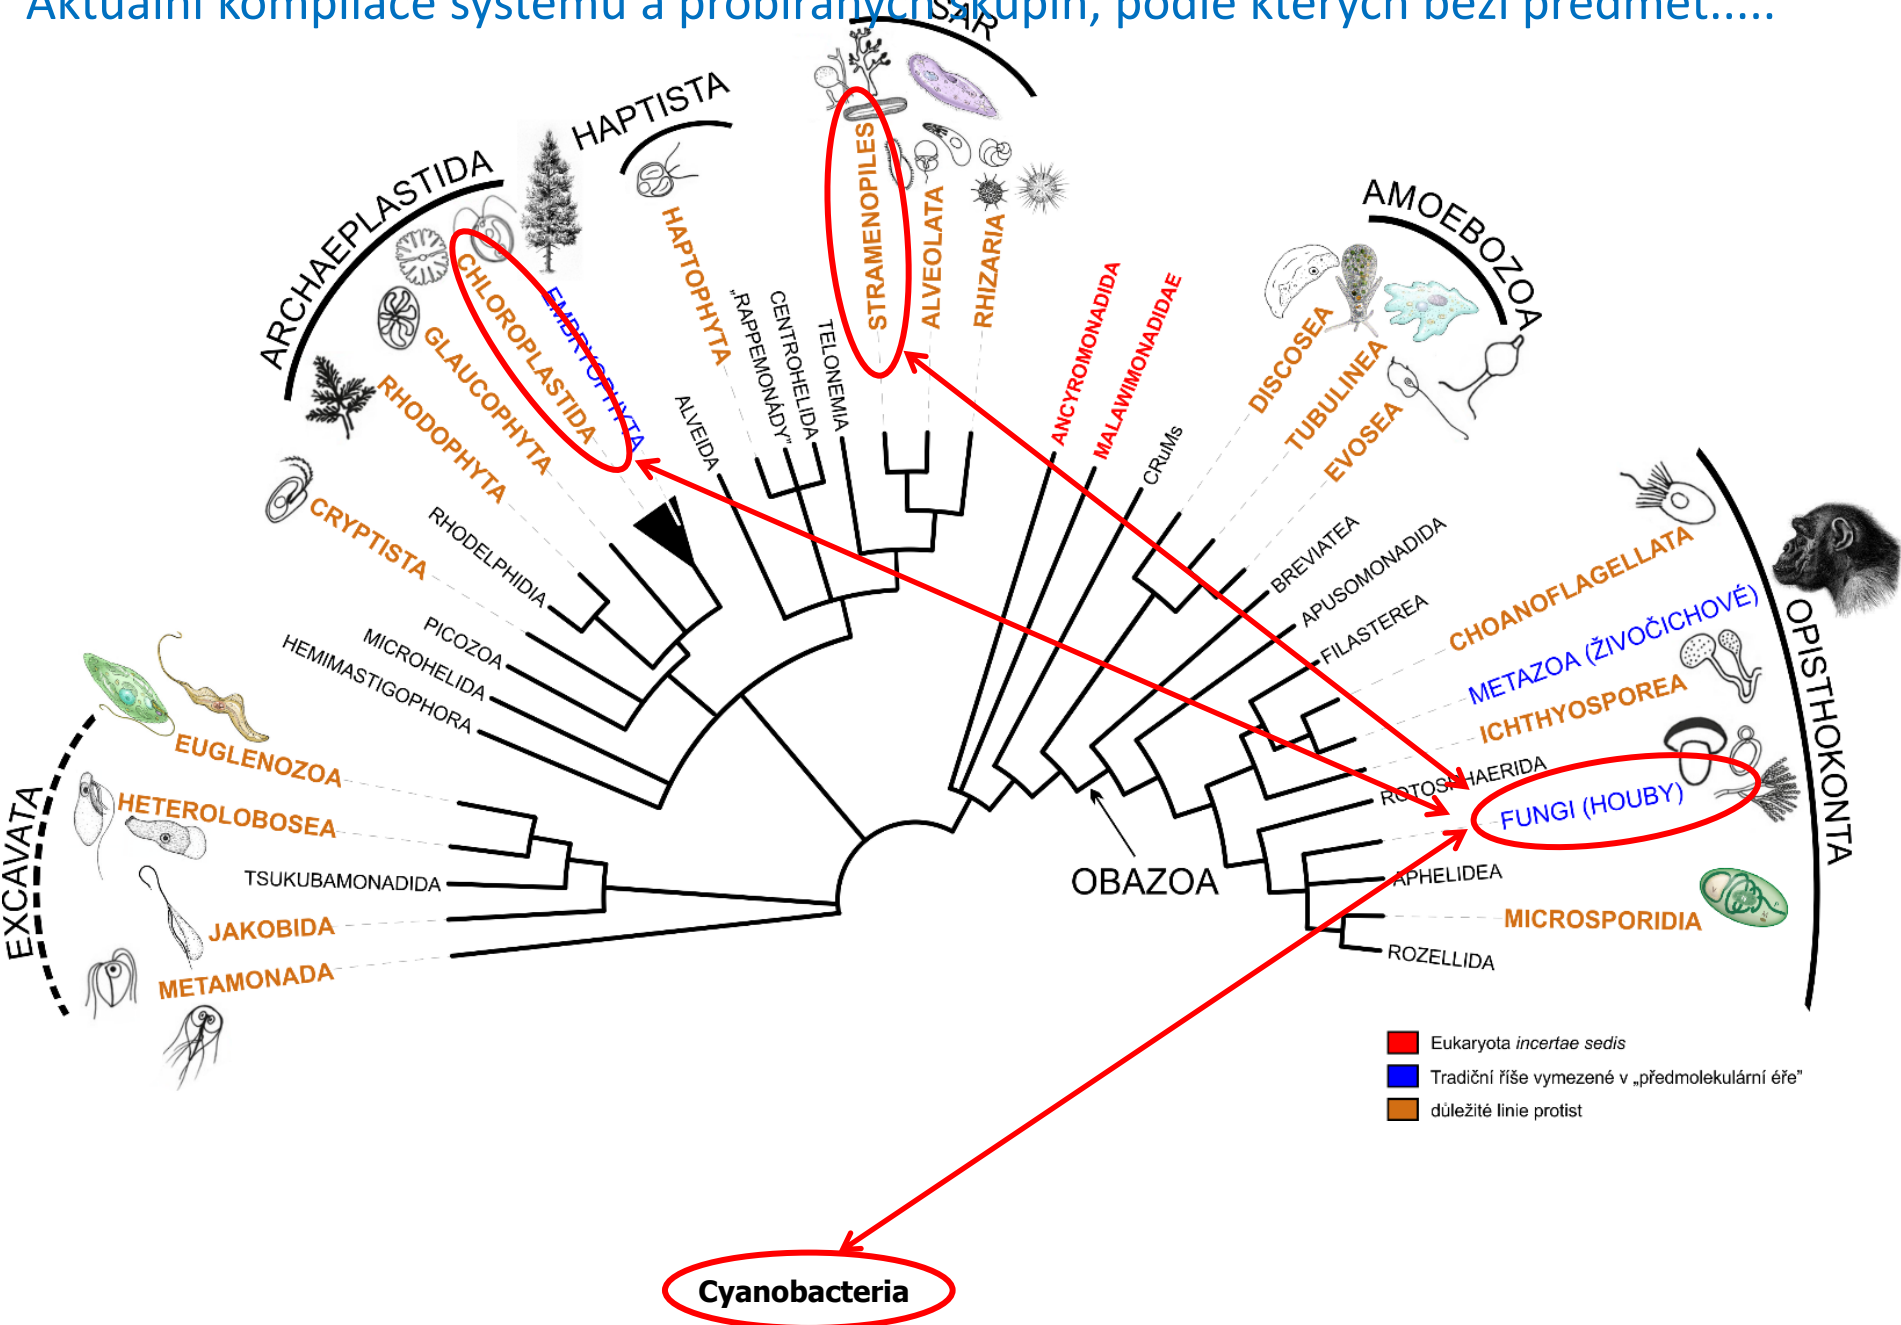 Aktuální kompilace systému a probíraných skupin, podle kterých běží předmět.....
SAR
HAPTISTA
ARCHAEPLASTIDA
AMOEBOZOA
OPISTHOKONTA
EXCAVATA
STRAMENOPILES
ALVEOLATA
RHIZARIA
HAPTOPHYTA
„RAPPEMONÁDY”
CENTROHELIDA
TELONEMIA
ALVEIDA
EMBRYOPHYTA
CHLOROPLASTIDA
GLAUCOPHYTA
RHODOPHYTA
RHODELPHIDIA
CRYPTISTA
PICOZOA
MICROHELIDA
HEMIMASTIGOPHORA
EUGLENOZOA
HETEROLOBOSEA
TSUKUBAMONADIDA
JAKOBIDA
METAMONADA
ANCYROMONADIDA
MALAWIMONADIDAE
CRuMs
DISCOSEA
TUBULINEA
EVOSEA
BREVIATEA
APUSOMONADIDA
FILASTEREA
CHOANOFLAGELLATA
METAZOA (ŽIVOČICHOVÉ)
ICHTHYOSPOREA
ROTOSPHAERIDA
FUNGI (HOUBY)
APHELIDEA
MICROSPORIDIA
ROZELLIDA
OBAZOA
Eukaryota incertae sedis
Tradiční říše vymezené v „předmolekulární éře”
důležité linie protist
Cyanobacteria